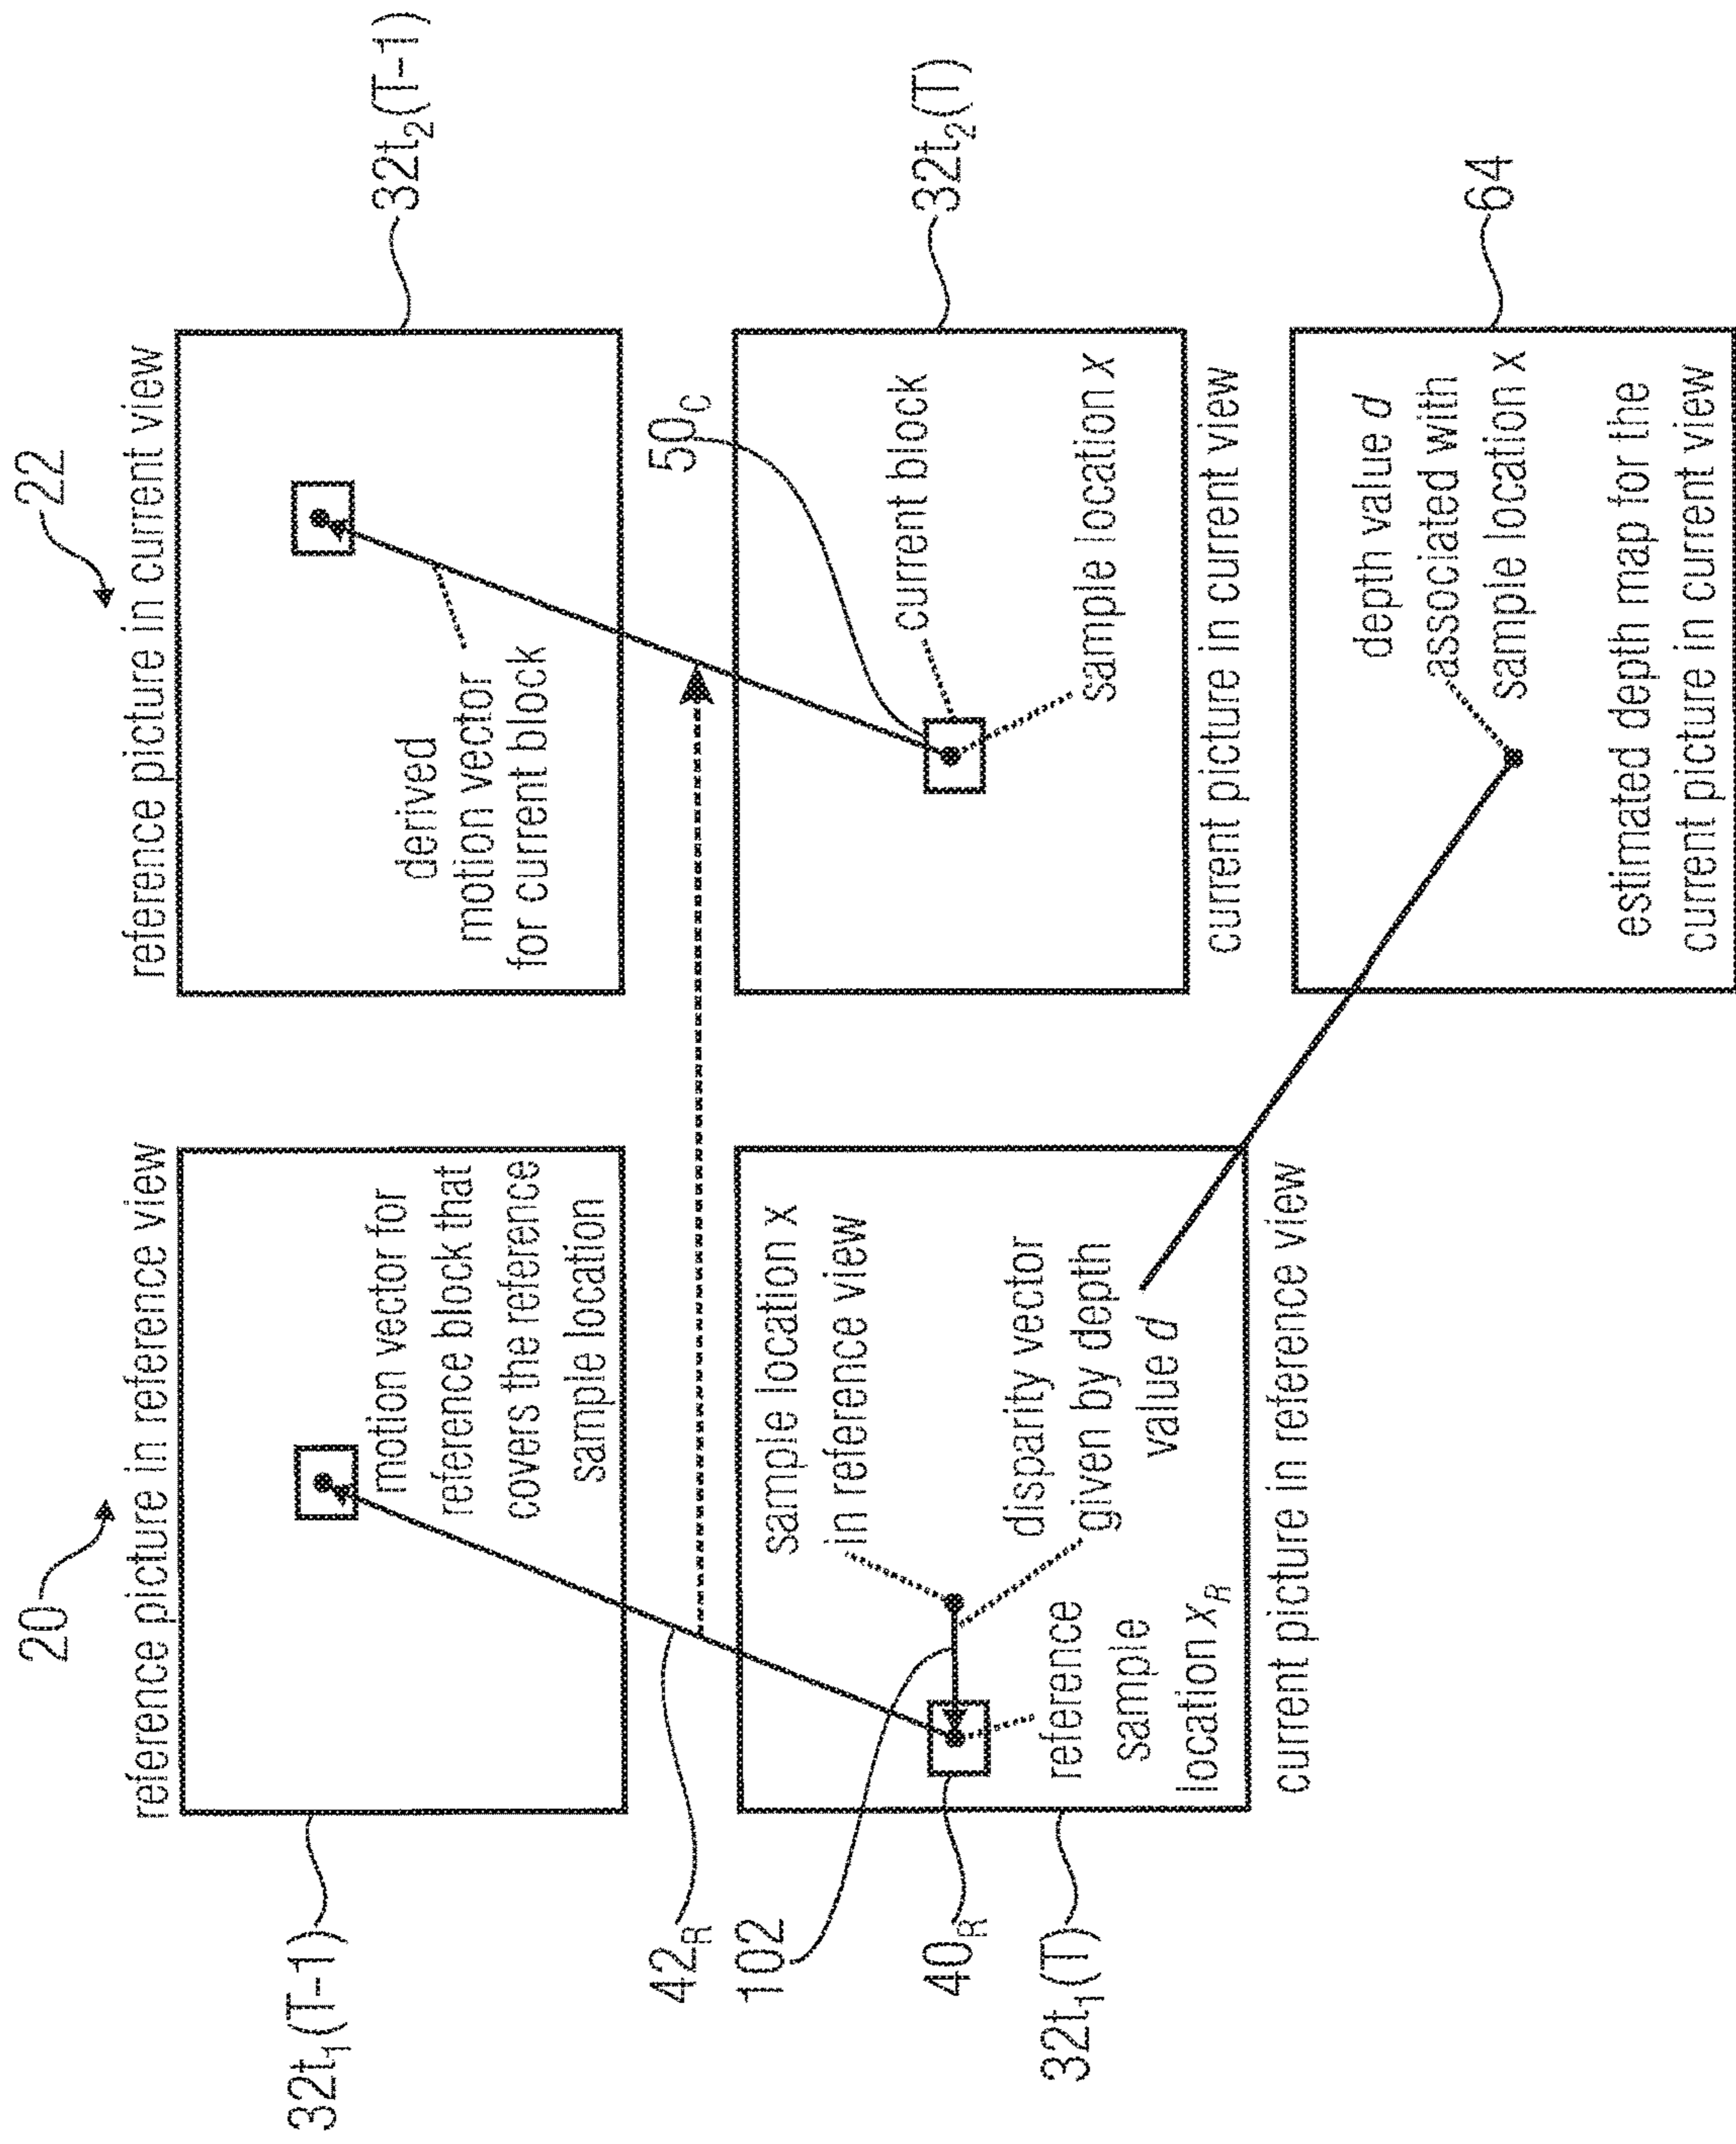 20
reference picture in reference view
32t₁(T-1)
motion vector for
reference block that
covers the reference
sample location
42_R
102
40_R
32t₁(T)
sample location x
in reference view
disparity vector
given by depth
value d
reference
sample
location x_R
current picture in reference view
22
reference picture in current view
32t₂(T-1)
derived
motion vector
for current block
50_C
32t₂(T)
current block
sample location x
current picture in current view
64
depth value d
associated with
sample location x
estimated depth map for the
current picture in current view